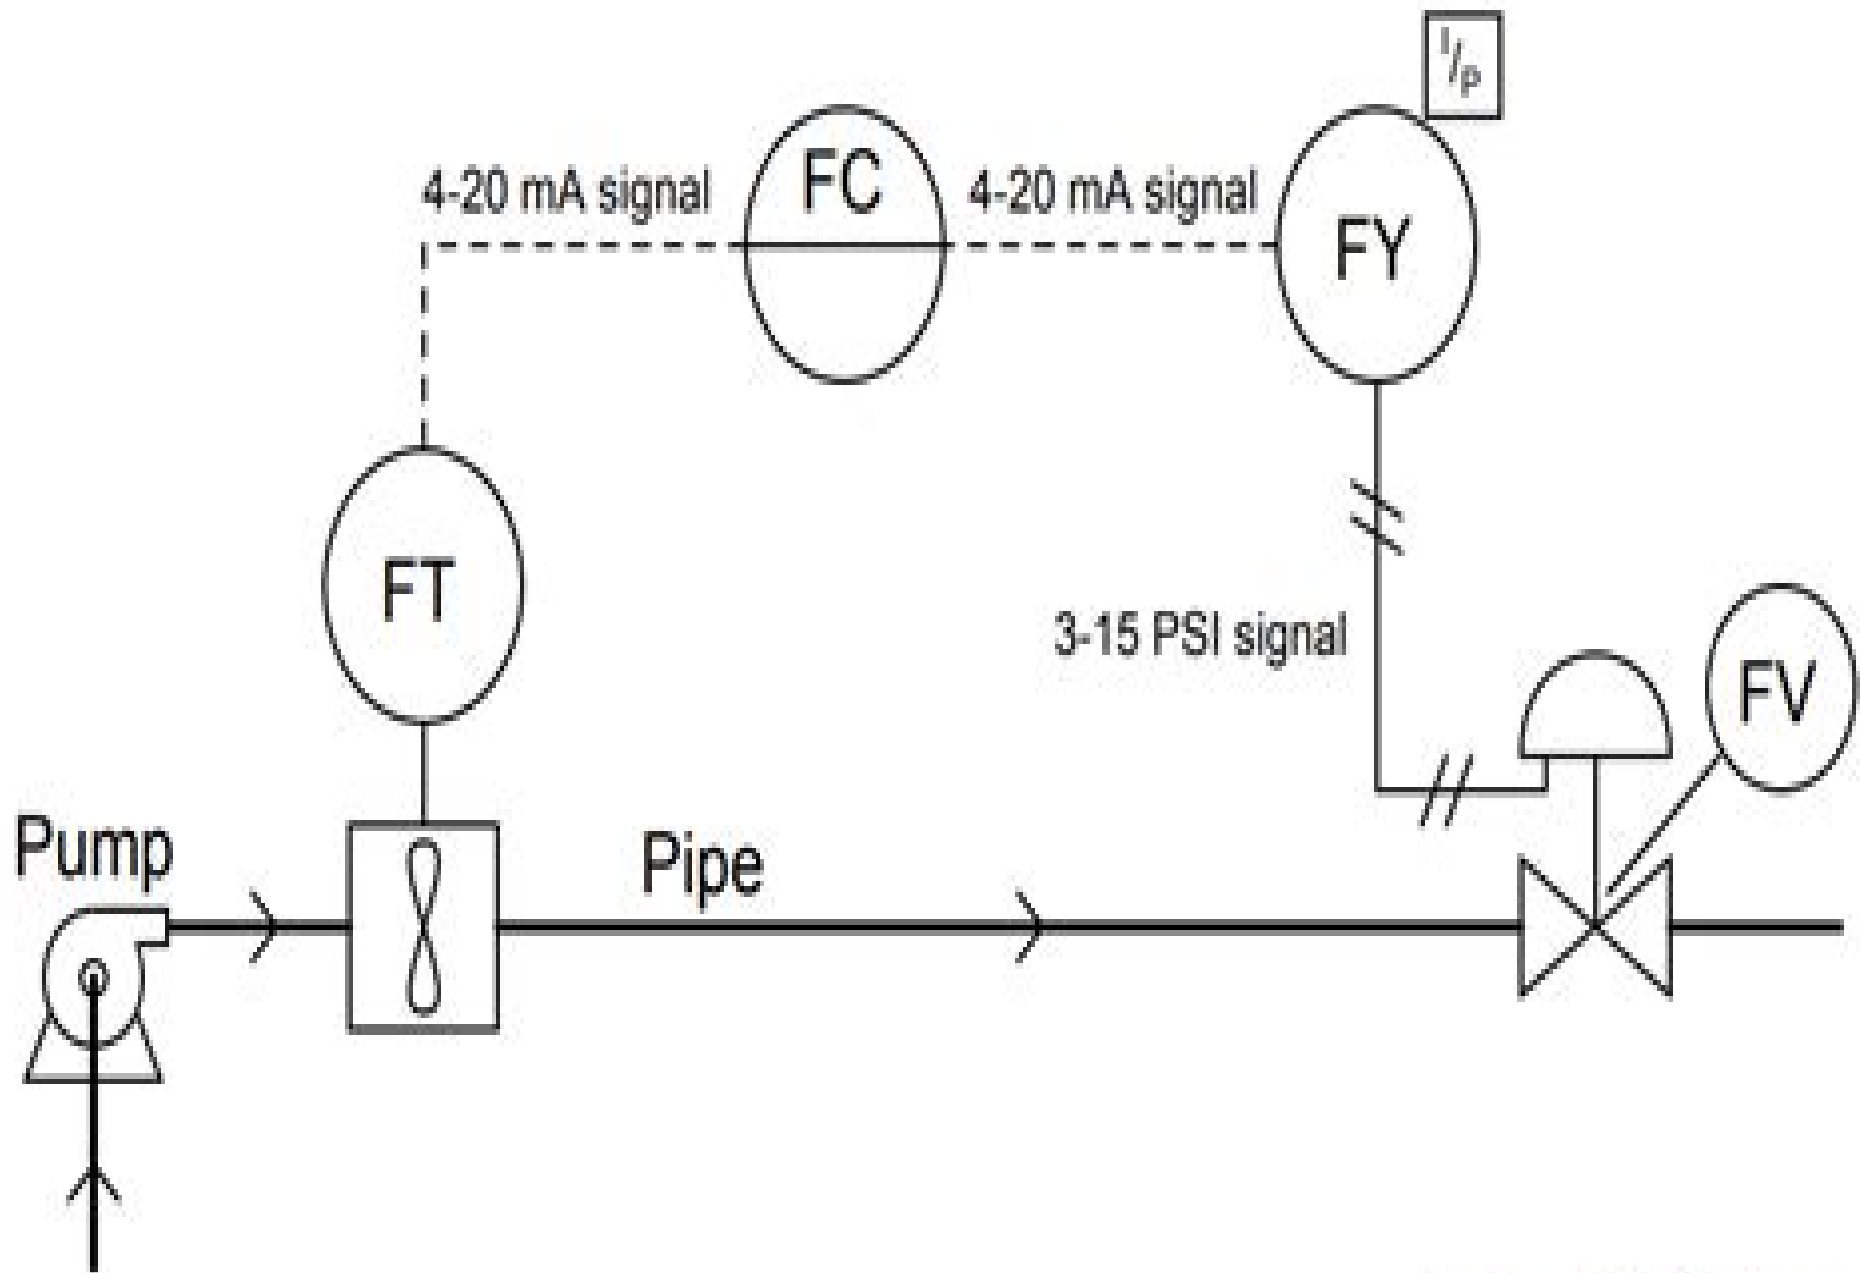 I/P
4-20 mA signal
FC
4-20 mA signal
FY
FT
3-15 PSI signal
FV
Pump
Pipe